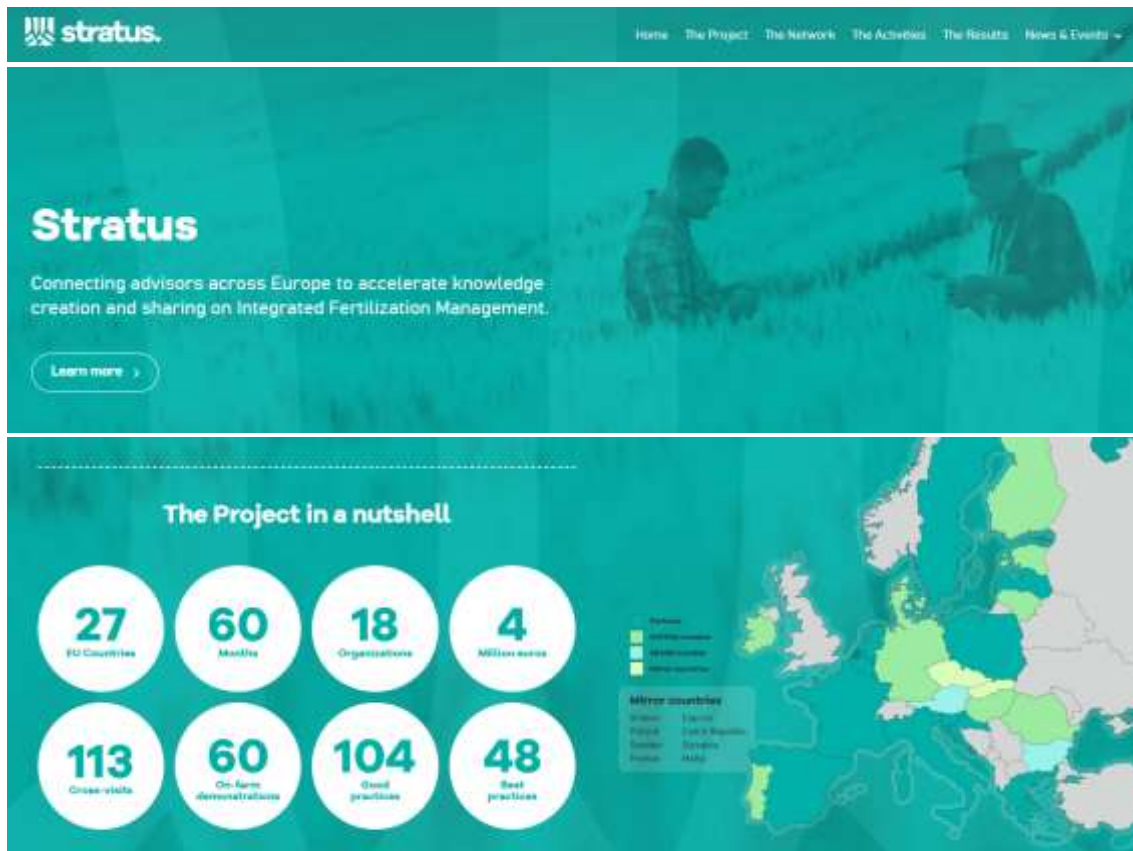 stratus.
Home The Project The Network The Activities The Results News & Events
Stratus
Connecting advisors across Europe to accelerate knowledge
creation and sharing on Integrated Fertilization Management.
Learn more
The Project in a nutshell
27
EU Countries
60
Months
18
Organizations
4
Million euros
113
Cross-visits
60
On-farm
demonstrations
104
Good
practices
48
Best
practices
Mirror countries